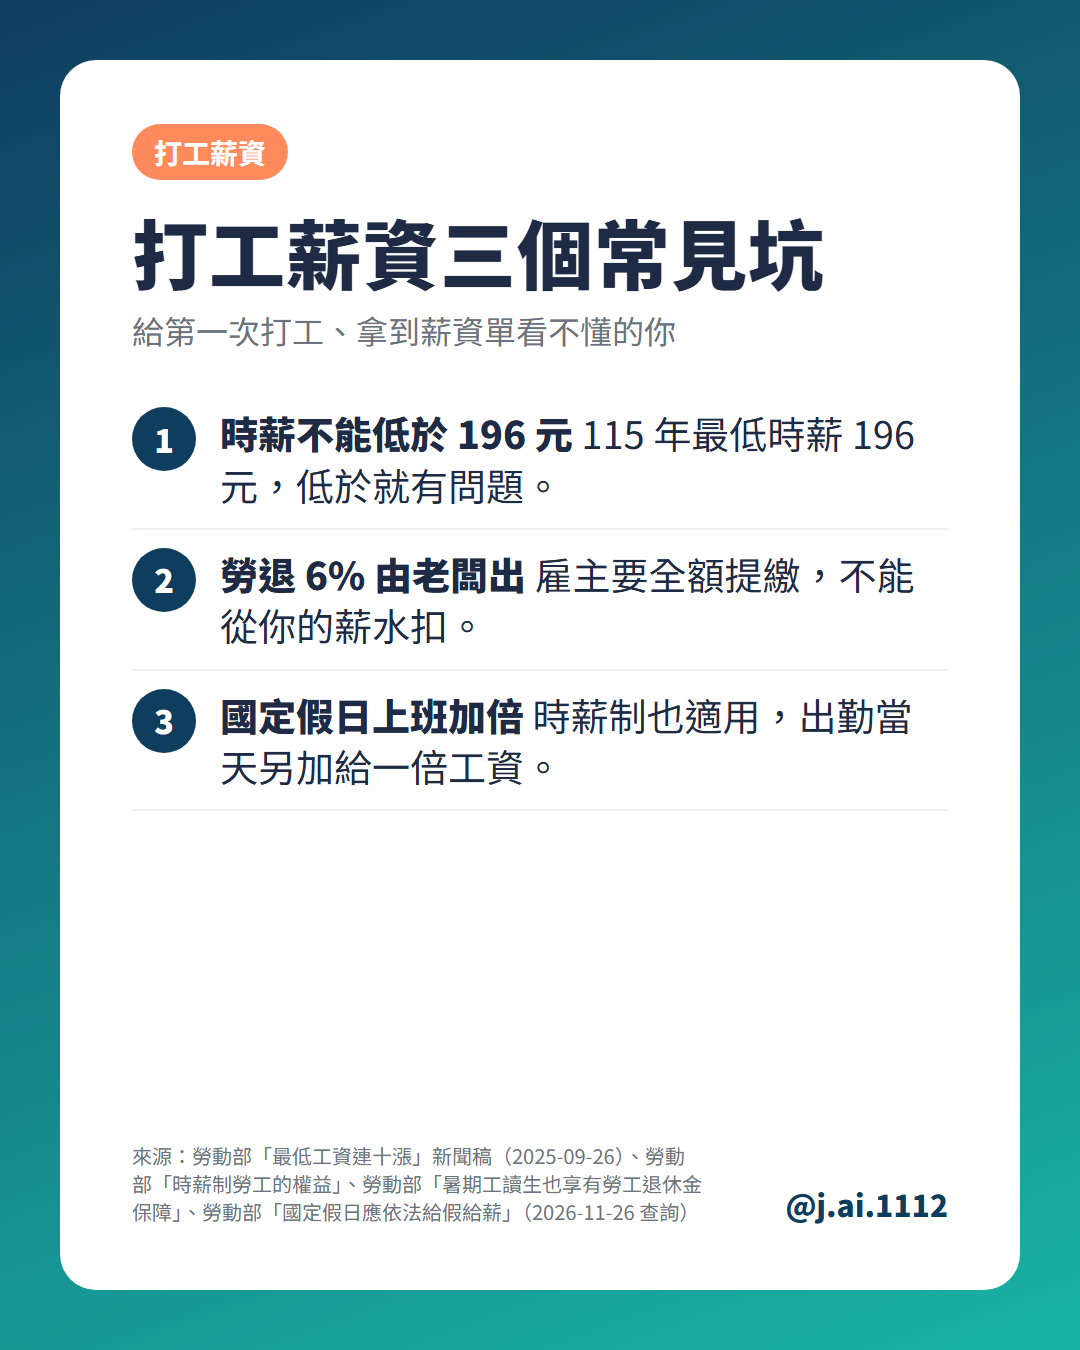 打工薪資
打工薪資三個常見坑
給第一次打工、拿到薪資單看不懂的你
1 時薪不能低於 196 元 115 年最低時薪 196
元，低於就有問題。
2 勞退 6% 由老闆出 雇主要全額提繳，不能
從你的薪水扣。
3 國定假日上班加倍 時薪制也適用，出勤當
天另加給一倍工資。
來源：勞動部「最低工資連十漲」新聞稿（2025-09-26）、勞動
部「時薪制勞工的權益」、勞動部「暑期工讀生也享有勞工退休金
保障」、勞動部「國定假日應依法給假給薪」（2026-11-26 查詢）
@j.ai.1112